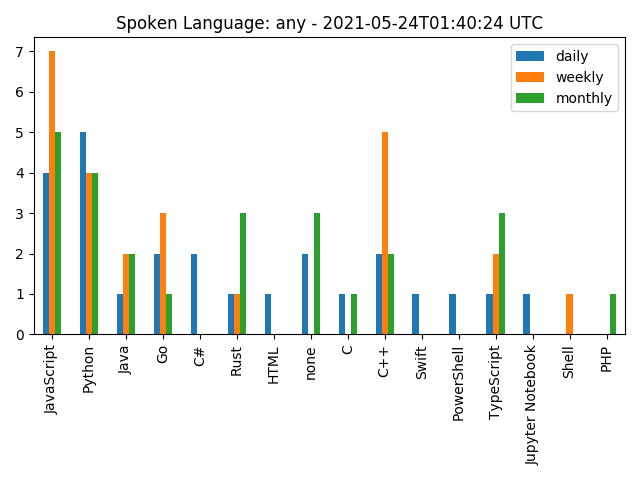 Spoken Language: any - 2021-05-24T01:40:24 UTC
daily
weekly
monthly
7
6
5
4
3
2
1
0
JavaScript
Python
Java
Go
C#
Rust
HTML
none
C
C++
Swift
PowerShell
TypeScript
Jupyter Notebook
Shell
PHP